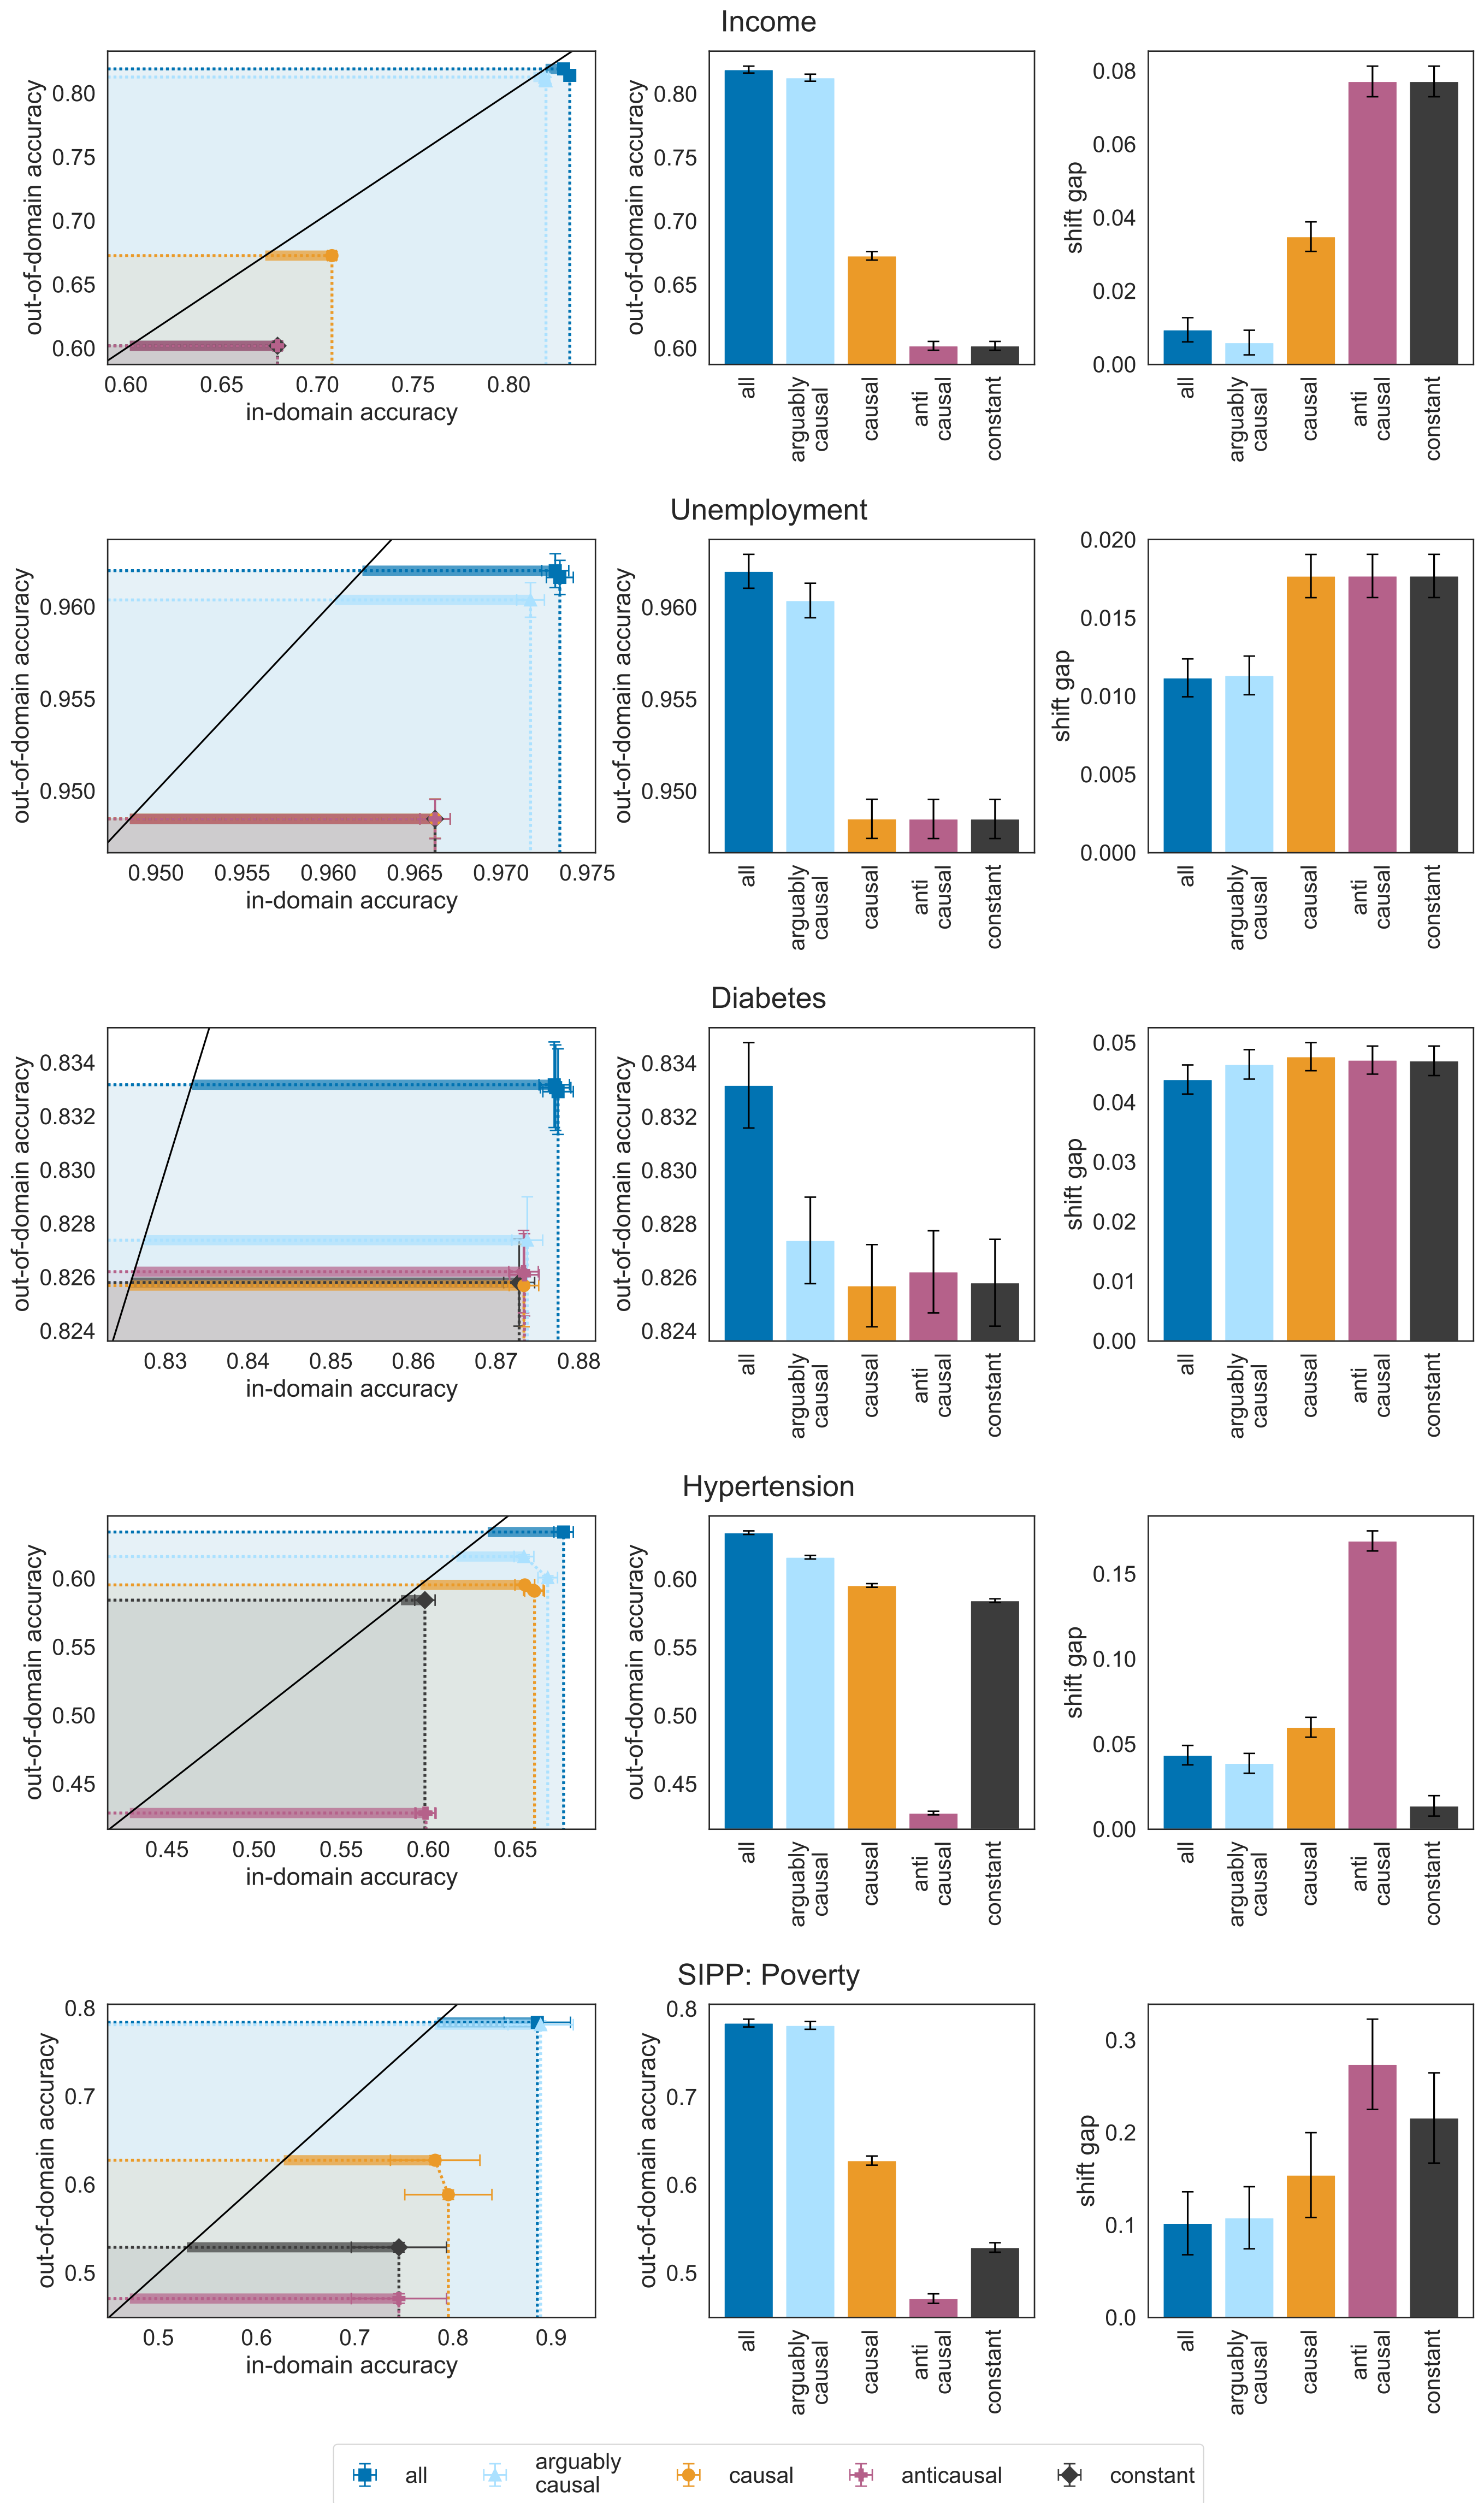 Income
out-of-domain accuracy
0.80
0.75
0.70
0.65
0.60
0.60 0.65 0.70 0.75 0.80
in-domain accuracy
out-of-domain accuracy
0.80
0.75
0.70
0.65
0.60
all
arguably
causal
causal
anti
causal
constant
shift gap
0.08
0.06
0.04
0.02
0.00
all
arguably
causal
causal
anti
causal
constant
Unemployment
out-of-domain accuracy
0.960
0.955
0.950
0.950 0.955 0.960 0.965 0.970 0.975
in-domain accuracy
out-of-domain accuracy
0.960
0.955
0.950
all
arguably
causal
causal
anti
causal
constant
shift gap
0.020
0.015
0.010
0.005
0.000
all
arguably
causal
causal
anti
causal
constant
Diabetes
out-of-domain accuracy
0.834
0.832
0.830
0.828
0.826
0.824
0.83 0.84 0.85 0.86 0.87 0.88
in-domain accuracy
out-of-domain accuracy
0.834
0.832
0.830
0.828
0.826
0.824
all
arguably
causal
causal
anti
causal
constant
shift gap
0.05
0.04
0.03
0.02
0.01
0.00
all
arguably
causal
causal
anti
causal
constant
Hypertension
out-of-domain accuracy
0.60
0.55
0.50
0.45
0.45 0.50 0.55 0.60 0.65
in-domain accuracy
out-of-domain accuracy
0.60
0.55
0.50
0.45
all
arguably
causal
causal
anti
causal
constant
shift gap
0.15
0.10
0.05
0.00
all
arguably
causal
causal
anti
causal
constant
SIPP: Poverty
out-of-domain accuracy
0.8
0.7
0.6
0.5
0.5 0.6 0.7 0.8 0.9
in-domain accuracy
out-of-domain accuracy
0.8
0.7
0.6
0.5
all
arguably
causal
causal
anti
causal
constant
shift gap
0.3
0.2
0.1
0.0
all
arguably
causal
causal
anti
causal
constant
all
arguably
causal
causal
anticausal
constant